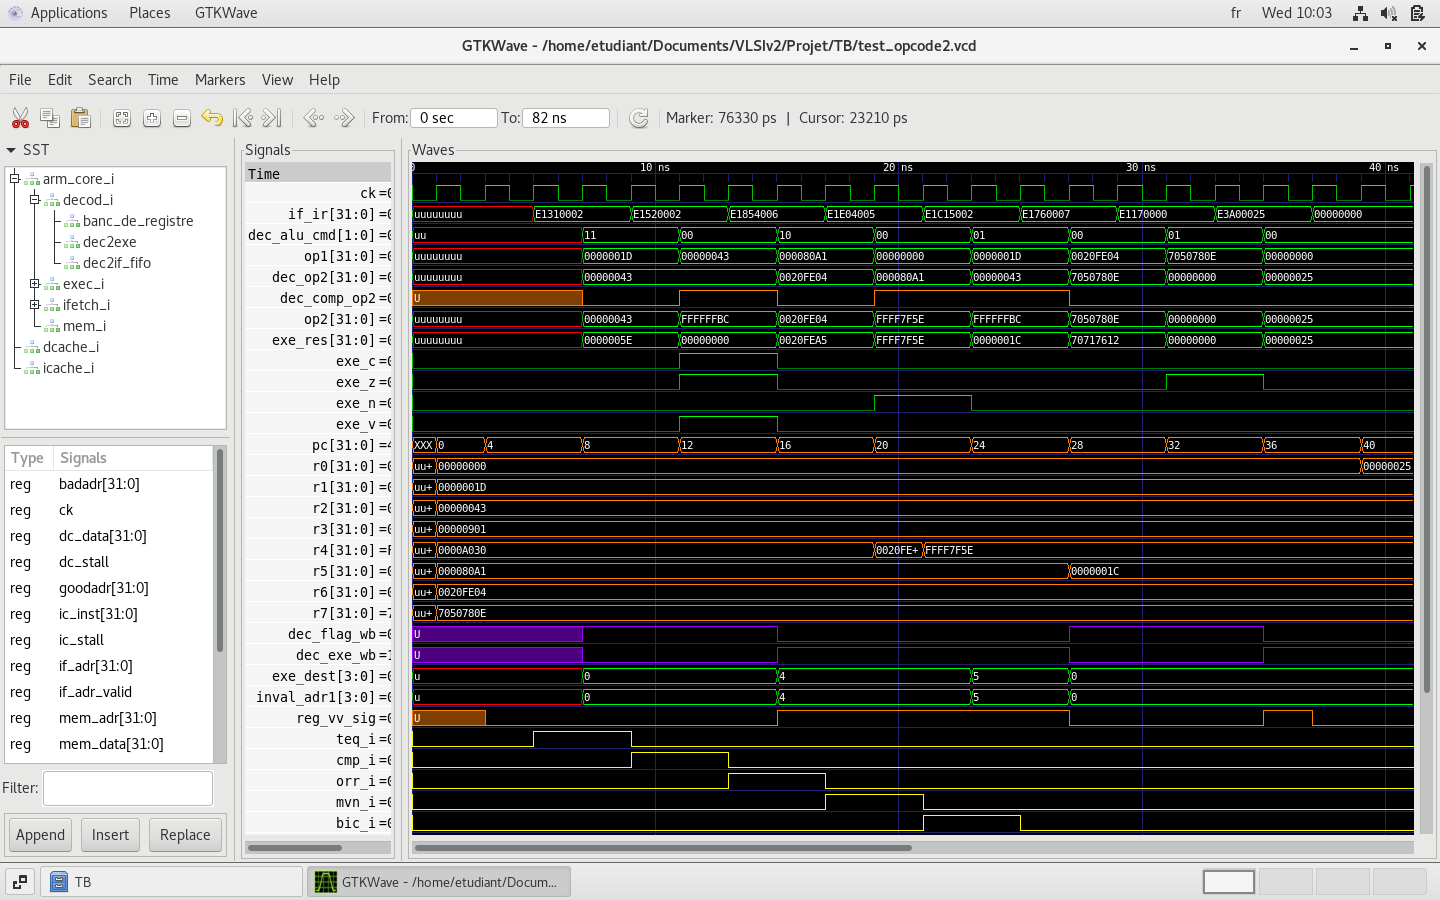 Applications Places GTKWave fr Wed 10:03
GTKWave - /home/etudiant/Documents/VLSIv2/Projet/TB/test_opcode2.vcd
File Edit Search Time Markers View Help
From: 0 sec To: 82 ns Marker: 76330 ps | Cursor: 23210 ps
SST
arm_core_i
decod_i
banc_de_registre
dec2exe
dec2if_fifo
exec_i
ifetch_i
mem_i
dcache_i
icache_i
Type Signals
reg badadr[31:0]
reg ck
reg dc_data[31:0]
reg dc_stall
reg goodadr[31:0]
reg ic_inst[31:0]
reg ic_stall
reg if_adr[31:0]
reg if_adr_valid
reg mem_adr[31:0]
reg mem_data[31:0]
Filter:
Append Insert Replace
Signals Waves
Time 0 10 ns 20 ns 30 ns 40 ns
ck =0
if_ir[31:0] =0 uuuuuuuu E1310002 E1520002 E1854006 E1E04005 E1C15002 E1760007 E1170000 E3A00025 00000000
dec_alu_cmd[1:0] =0 uu 11 00 10 00 01 00 01 00
op1[31:0] =0 uuuuuuuu 0000001D 00000043 000080A1 00000000 0000001D 0020FE04 7050780E 00000000
dec_op2[31:0] =0 uuuuuuuu 00000043 0020FE04 000080A1 00000043 7050780E 00000000 00000025
dec_comp_op2 =0 U
op2[31:0] =0 uuuuuuuu 00000043 FFFFFFBC 0020FE04 FFFF7F5E FFFFFFBC 7050780E 00000000 00000025
exe_res[31:0] =0 uuuuuuuu 0000005E 00000000 0020FEA5 FFFF7F5E 0000001C 70717612 00000000 00000025
exe_c =0
exe_z =0
exe_n =0
exe_v =0
pc[31:0] =4 XXX 0 4 8 12 16 20 24 28 32 36 40
r0[31:0] =0 uu+ 00000000 00000025
r1[31:0] =0 uu+ 0000001D
r2[31:0] =0 uu+ 00000043
r3[31:0] =0 uu+ 00000901
r4[31:0] =F uu+ 0000A030 0020FE+ FFFF7F5E
r5[31:0] =0 uu+ 000080A1 0000001C
r6[31:0] =0 uu+ 0020FE04
r7[31:0] =7 uu+ 7050780E
dec_flag_wb =0 U
dec_exe_wb =1 U
exe_dest[3:0] =0 u 0 4 5 0
inval_adr1[3:0] =0 u 0 4 5 0
reg_vv_sig =0 U
teq_i =0
cmp_i =0
orr_i =0
mvn_i =0
bic_i =0
TB GTKWave - /home/etudiant/Docum...